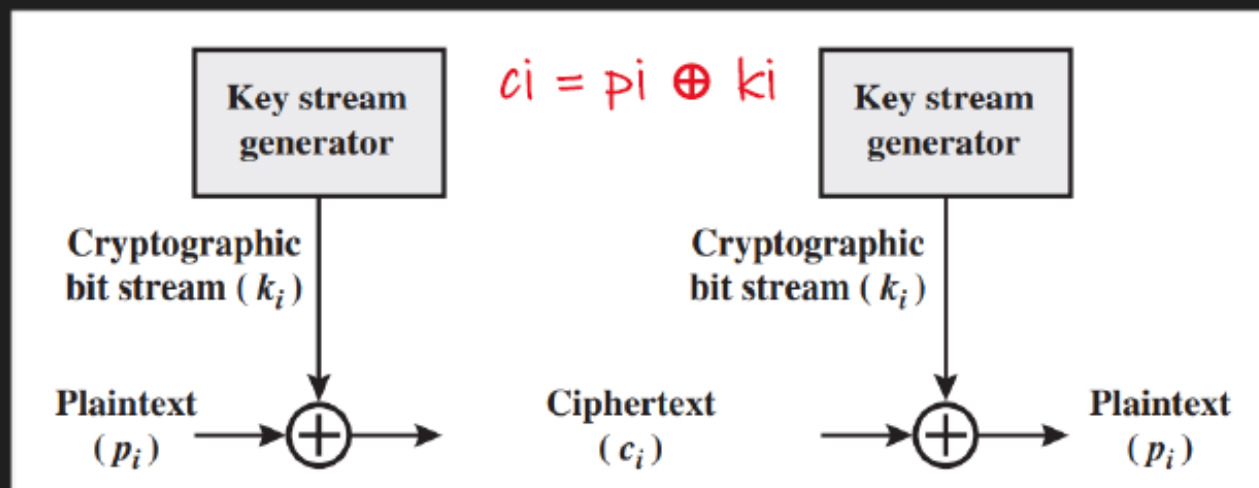 Key stream
generator
ci = pi ⊕ ki
Key stream
generator
Cryptographic
bit stream ( kᵢ )
Cryptographic
bit stream ( kᵢ )
Plaintext
( pᵢ )
Ciphertext
( cᵢ )
Plaintext
( pᵢ )